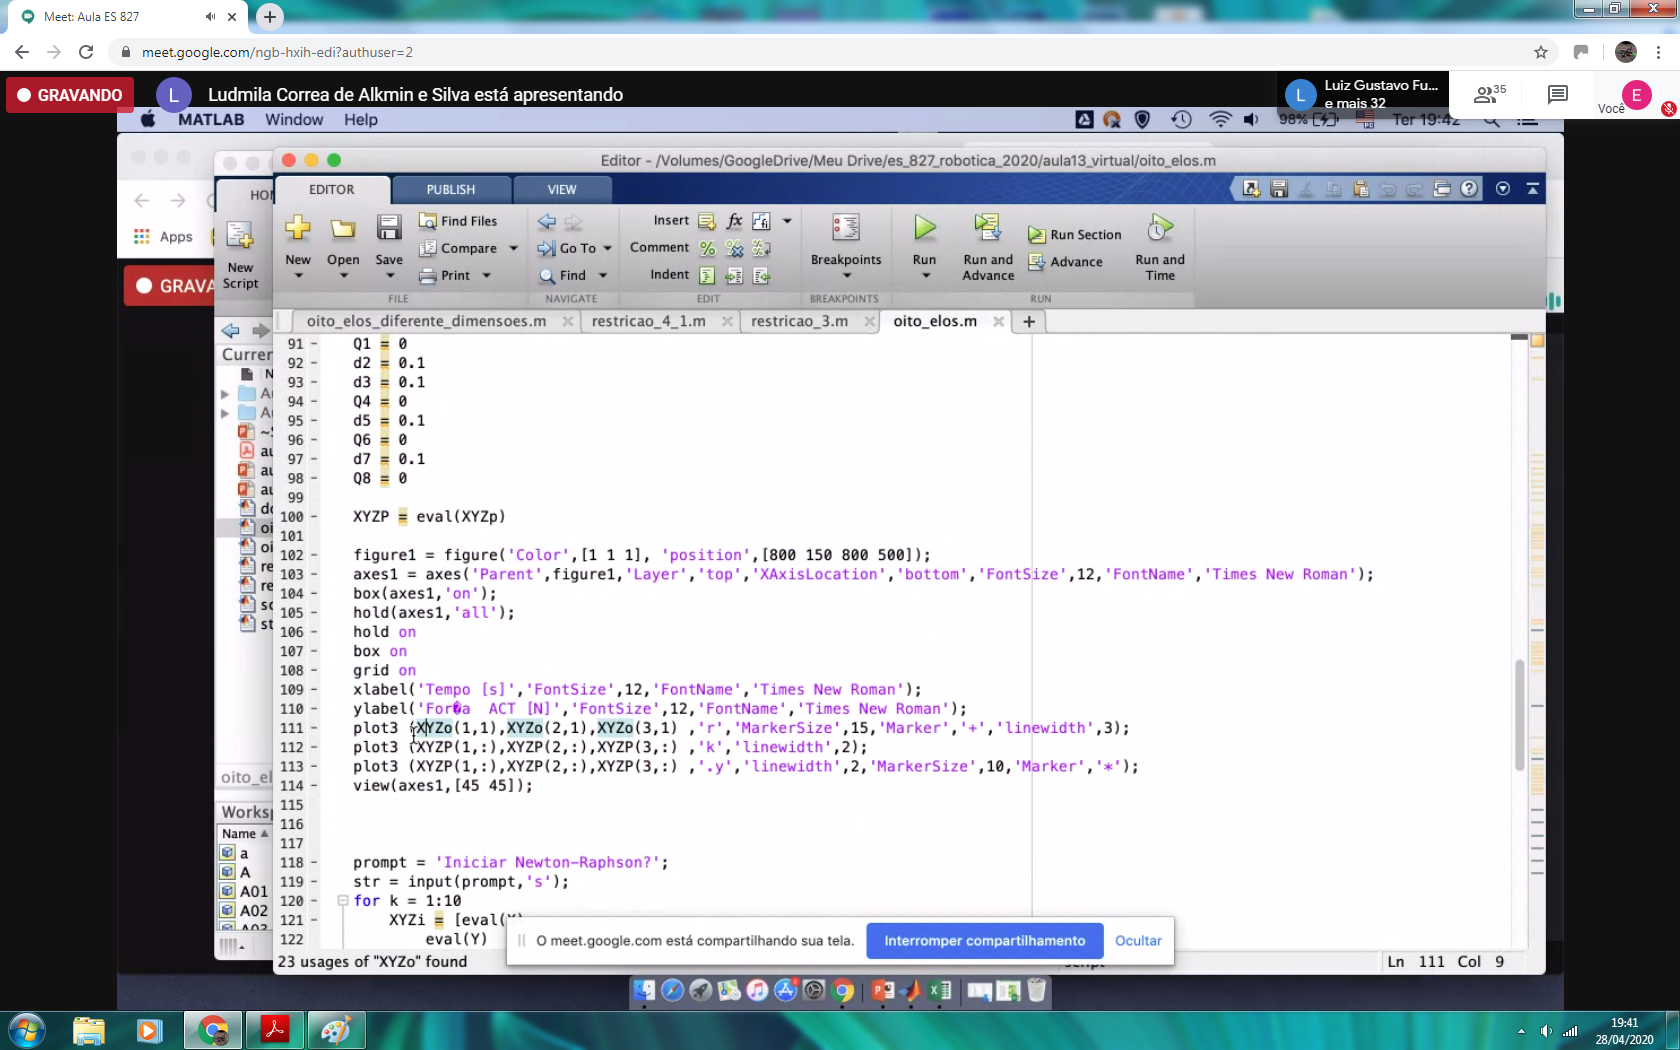 Meet: Aula ES 827
meet.google.com/ngb-hxih-edi?authuser=2
GRAVANDO
L
Ludmila Correa de Alkmin e Silva está apresentando
L
Luiz Gustavo Fu...
e mais 32
35
Você
E
MATLAB Window Help
98% Ter 19:42
Editor - /Volumes/GoogleDrive/Meu Drive/es_827_robotica_2020/aula13_virtual/oito_elos.m
EDITOR PUBLISH VIEW
Apps
GRAVA
New Script
New Open Save
Find Files
Compare
Print
Go To
Find
Insert
Comment
Indent
Breakpoints
Run
Run and Advance
Run Section
Advance
Run and Time
FILE NAVIGATE EDIT BREAKPOINTS RUN
oito_elos_diferente_dimensoes.m restricao_4_1.m restricao_3.m oito_elos.m
Curren
oito_el
Worksp
Name
a
A
A01
A02
91 - Q1 = 0
92 - d2 = 0.1
93 - d3 = 0.1
94 - Q4 = 0
95 - d5 = 0.1
96 - Q6 = 0
97 - d7 = 0.1
98 - Q8 = 0
99
100 - XYZP = eval(XYZp)
101
102 - figure1 = figure('Color',[1 1 1], 'position',[800 150 800 500]);
103 - axes1 = axes('Parent',figure1,'Layer','top','XAxisLocation','bottom','FontSize',12,'FontName','Times New Roman');
104 - box(axes1,'on');
105 - hold(axes1,'all');
106 - hold on
107 - box on
108 - grid on
109 - xlabel('Tempo [s]','FontSize',12,'FontName','Times New Roman');
110 - ylabel('For�a  ACT [N]','FontSize',12,'FontName','Times New Roman');
111 - plot3 (XYZo(1,1),XYZo(2,1),XYZo(3,1) ,'r','MarkerSize',15,'Marker','+','linewidth',3);
112 - plot3 (XYZP(1,:),XYZP(2,:),XYZP(3,:) ,'k','linewidth',2);
113 - plot3 (XYZP(1,:),XYZP(2,:),XYZP(3,:) ,'.y','linewidth',2,'MarkerSize',10,'Marker','*');
114 - view(axes1,[45 45]);
115
116
117
118 - prompt = 'Iniciar Newton-Raphson?';
119 - str = input(prompt,'s');
120 - for k = 1:10
121 - XYZi = [eval(X)
122 eval(Y)
O meet.google.com está compartilhando sua tela.
Interromper compartilhamento
Ocultar
23 usages of "XYZo" found
script
Ln 111 Col 9
19:41
28/04/2020